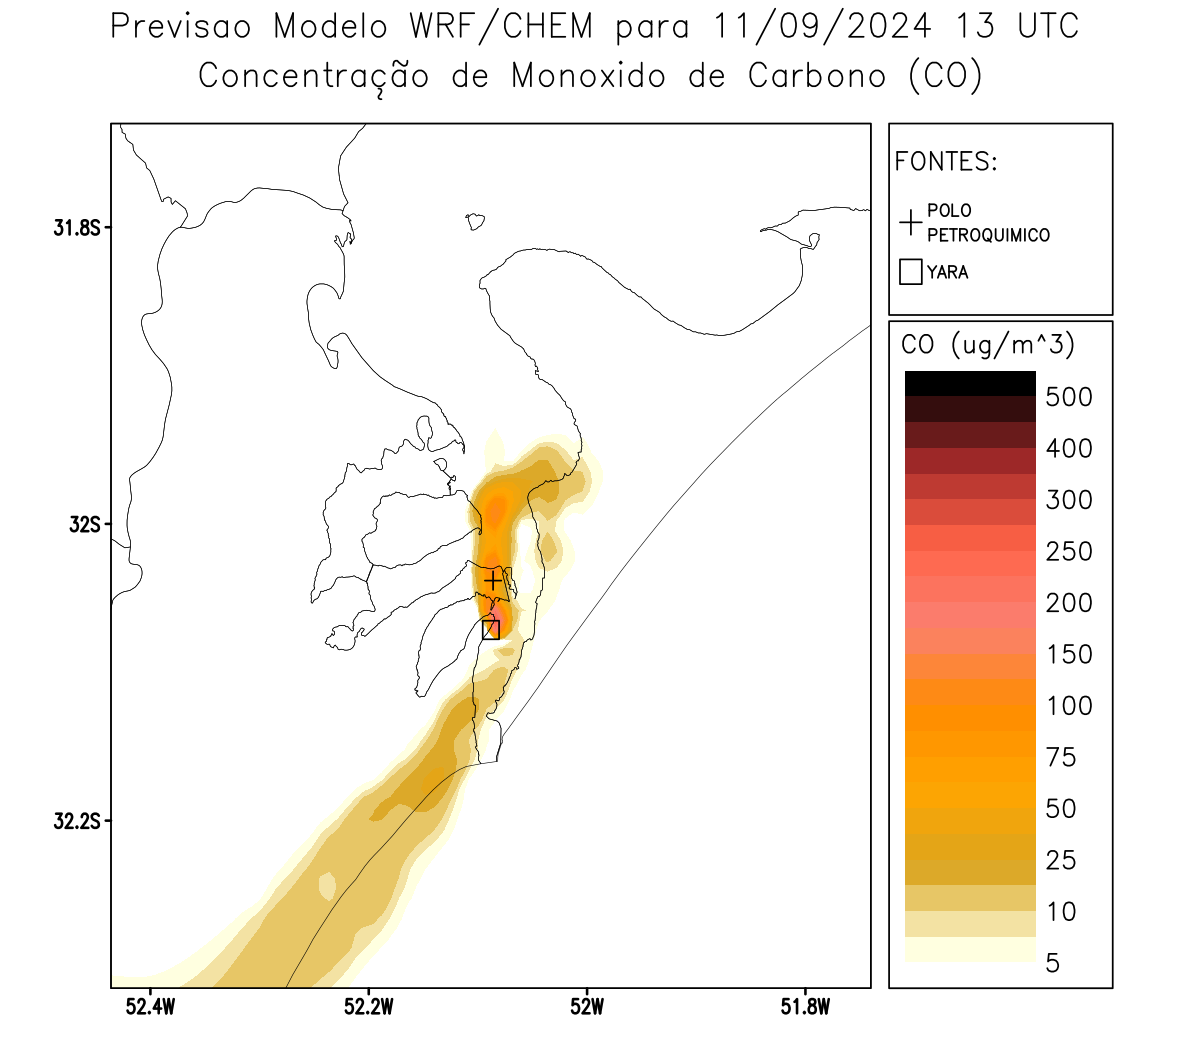 Previsao Modelo WRF/CHEM para 11/09/2024 13 UTC
Concentração de Monoxido de Carbono (CO)
FONTES:
POLO
PETROQUIMICO
YARA
CO (ug/m^3)
500
400
300
250
200
150
100
75
50
25
10
5
31.8S
32S
32.2S
52.4W
52.2W
52W
51.8W